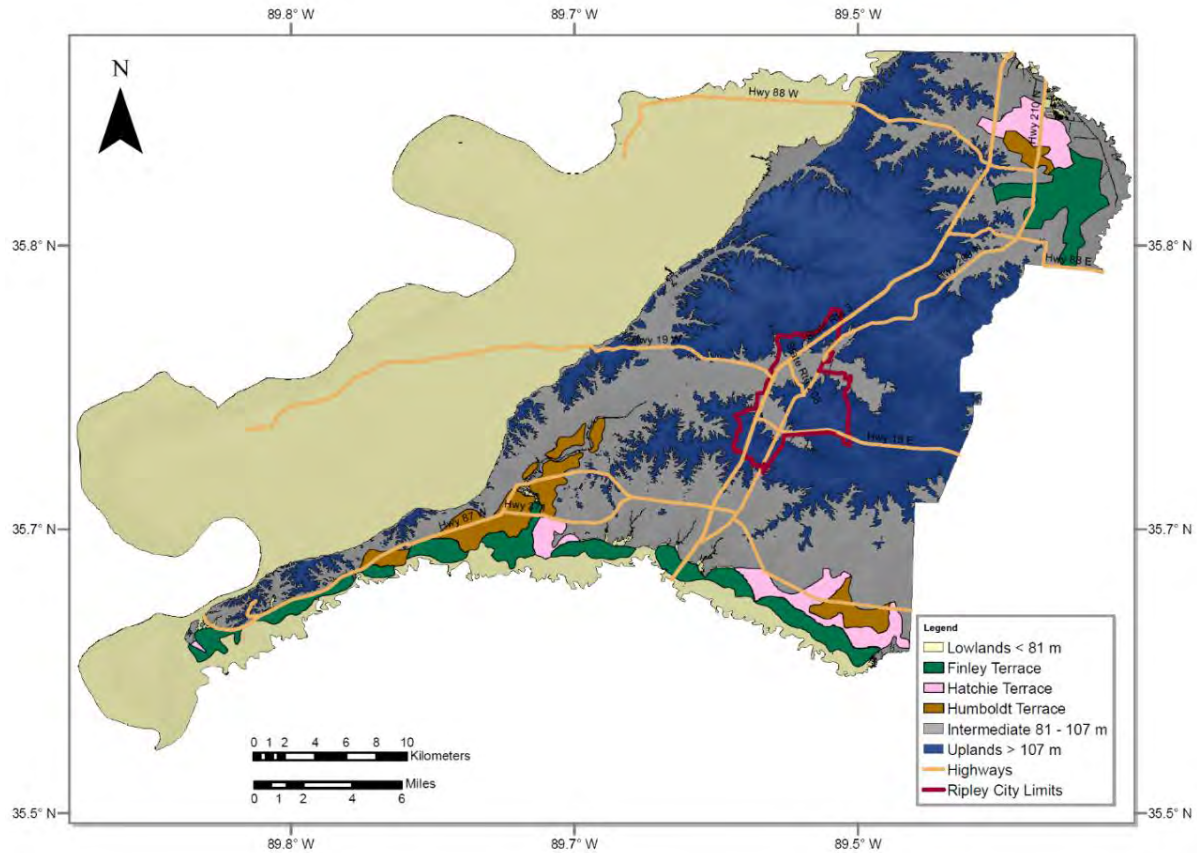 89.8° W
89.7° W
89.5° W
N
Hwy 88 W
Hwy 210 N
35.8° N
35.8° N
Hwy 88 E
Hwy 19 W
Hwy 19 E
35.7° N
Hwy 87 W
35.7° N
Legend
Lowlands < 81 m
Finley Terrace
Hatchie Terrace
Humboldt Terrace
Intermediate 81 - 107 m
Uplands > 107 m
Highways
Ripley City Limits
0 1 2 4 6 8 10
Kilometers
Miles
0 1 2 4 6
35.5° N
35.5° N
89.8° W
89.7° W
89.5° W